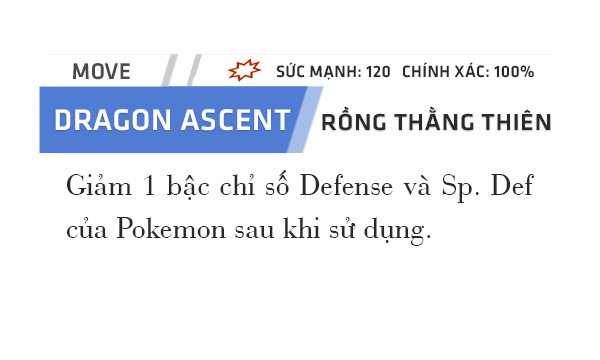 MOVE SỨC MẠNH: 120 CHÍNH XÁC: 100%
DRAGON ASCENT RỒNG THẰNG THIÊN
Giảm 1 bậc chỉ số Defense và Sp. Def
của Pokemon sau khi sử dụng.